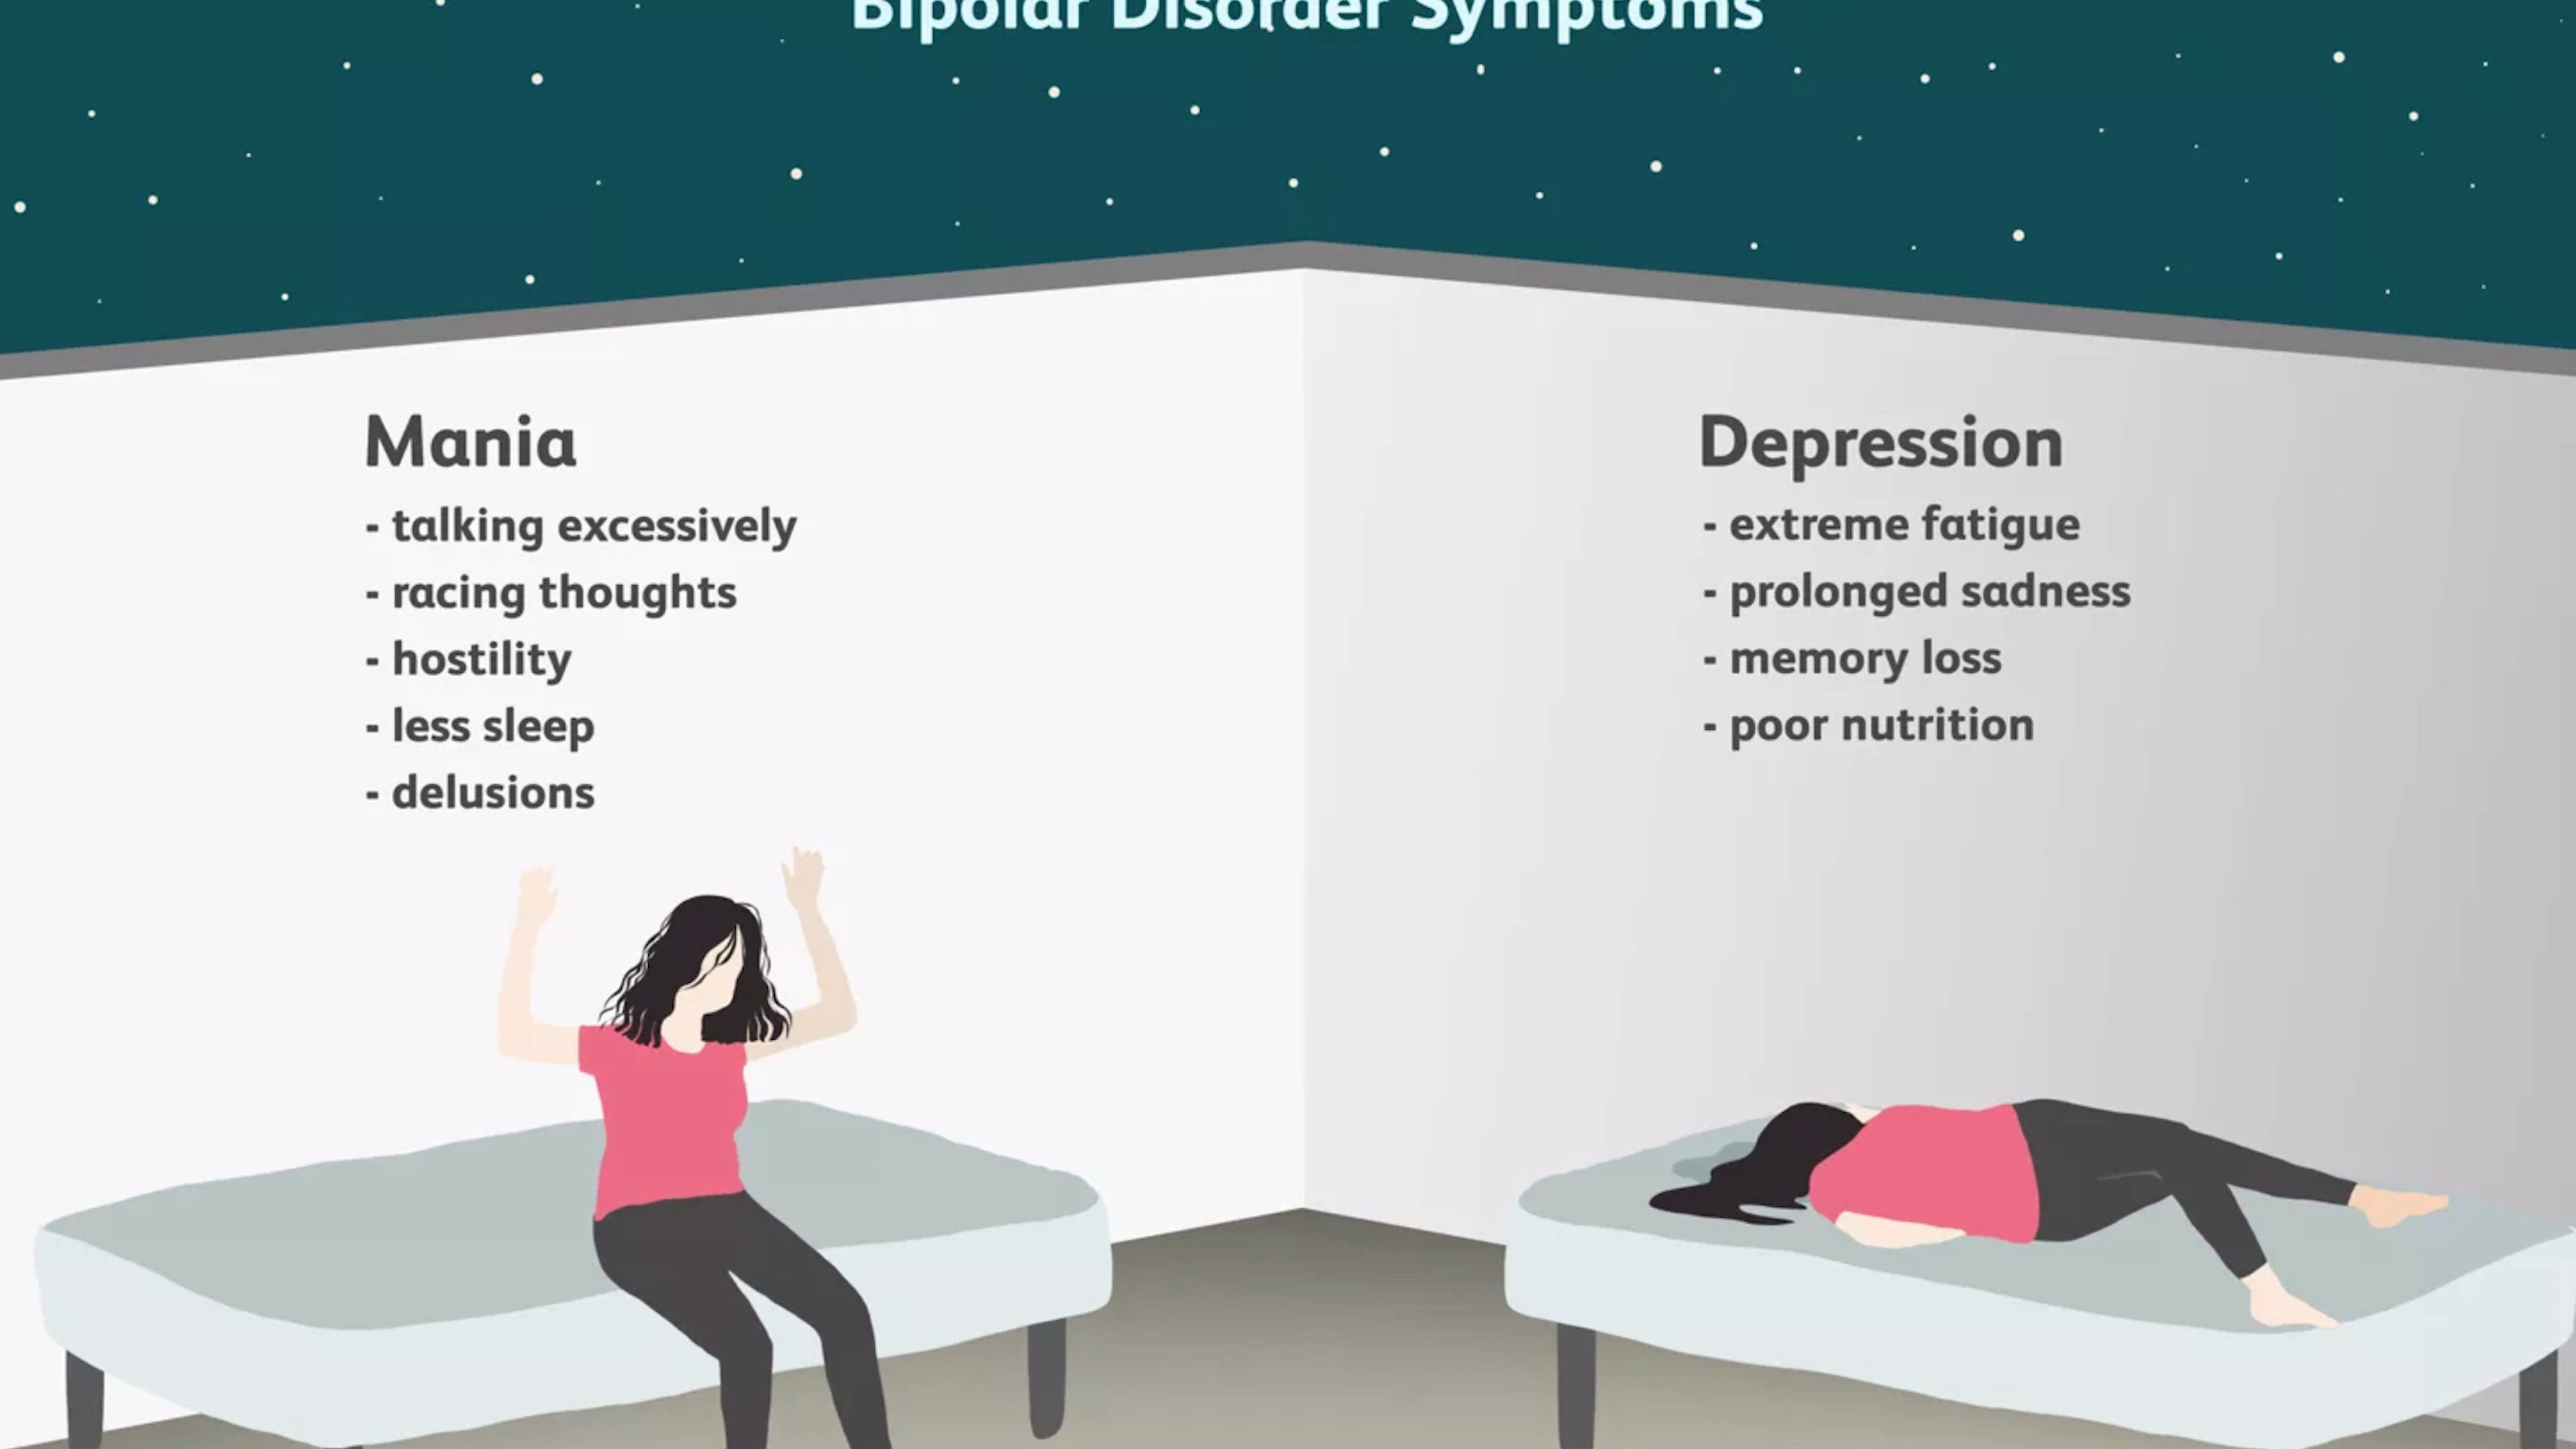 Bipolar Disorder Symptoms
Mania
- talking excessively
- racing thoughts
- hostility
- less sleep
- delusions
Depression
- extreme fatigue
- prolonged sadness
- memory loss
- poor nutrition